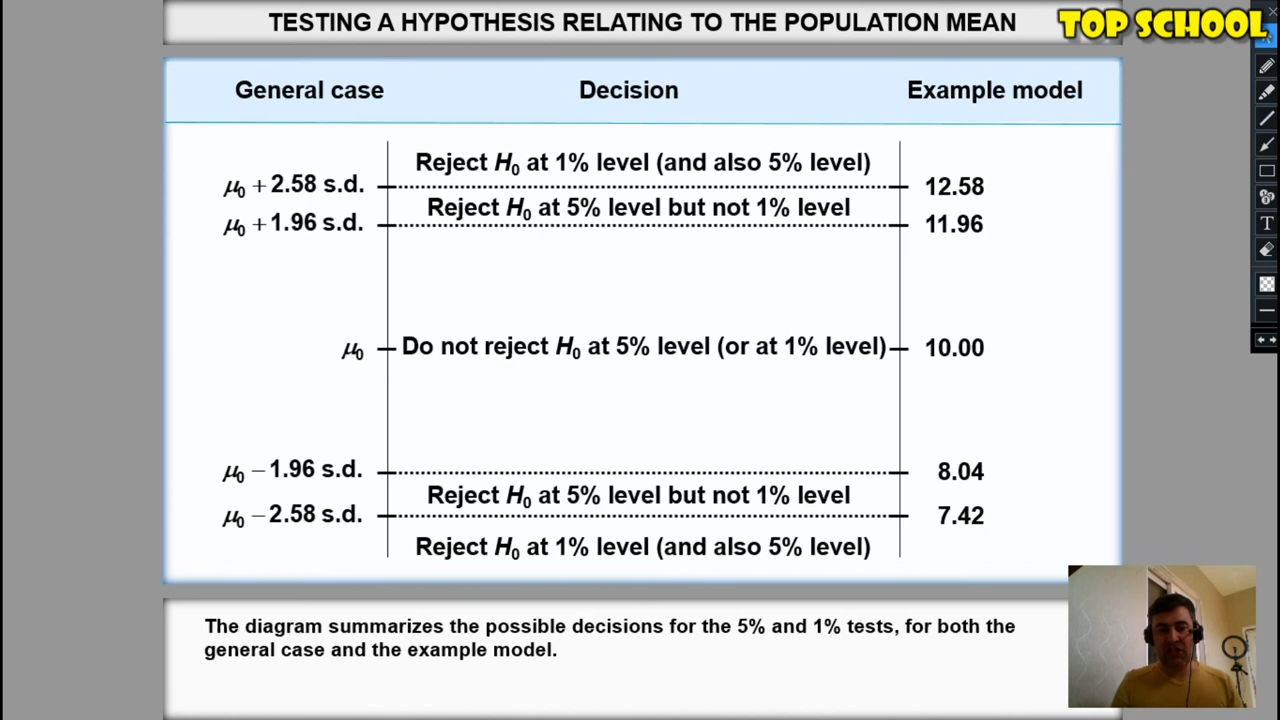 TESTING A HYPOTHESIS RELATING TO THE POPULATION MEAN
TOP SCHOOL
General case Decision Example model
Reject H0 at 1% level (and also 5% level)
μ0 + 2.58 s.d. 12.58
Reject H0 at 5% level but not 1% level
μ0 + 1.96 s.d. 11.96
μ0 Do not reject H0 at 5% level (or at 1% level) 10.00
μ0 – 1.96 s.d. 8.04
Reject H0 at 5% level but not 1% level
μ0 – 2.58 s.d. 7.42
Reject H0 at 1% level (and also 5% level)
The diagram summarizes the possible decisions for the 5% and 1% tests, for both the
general case and the example model.